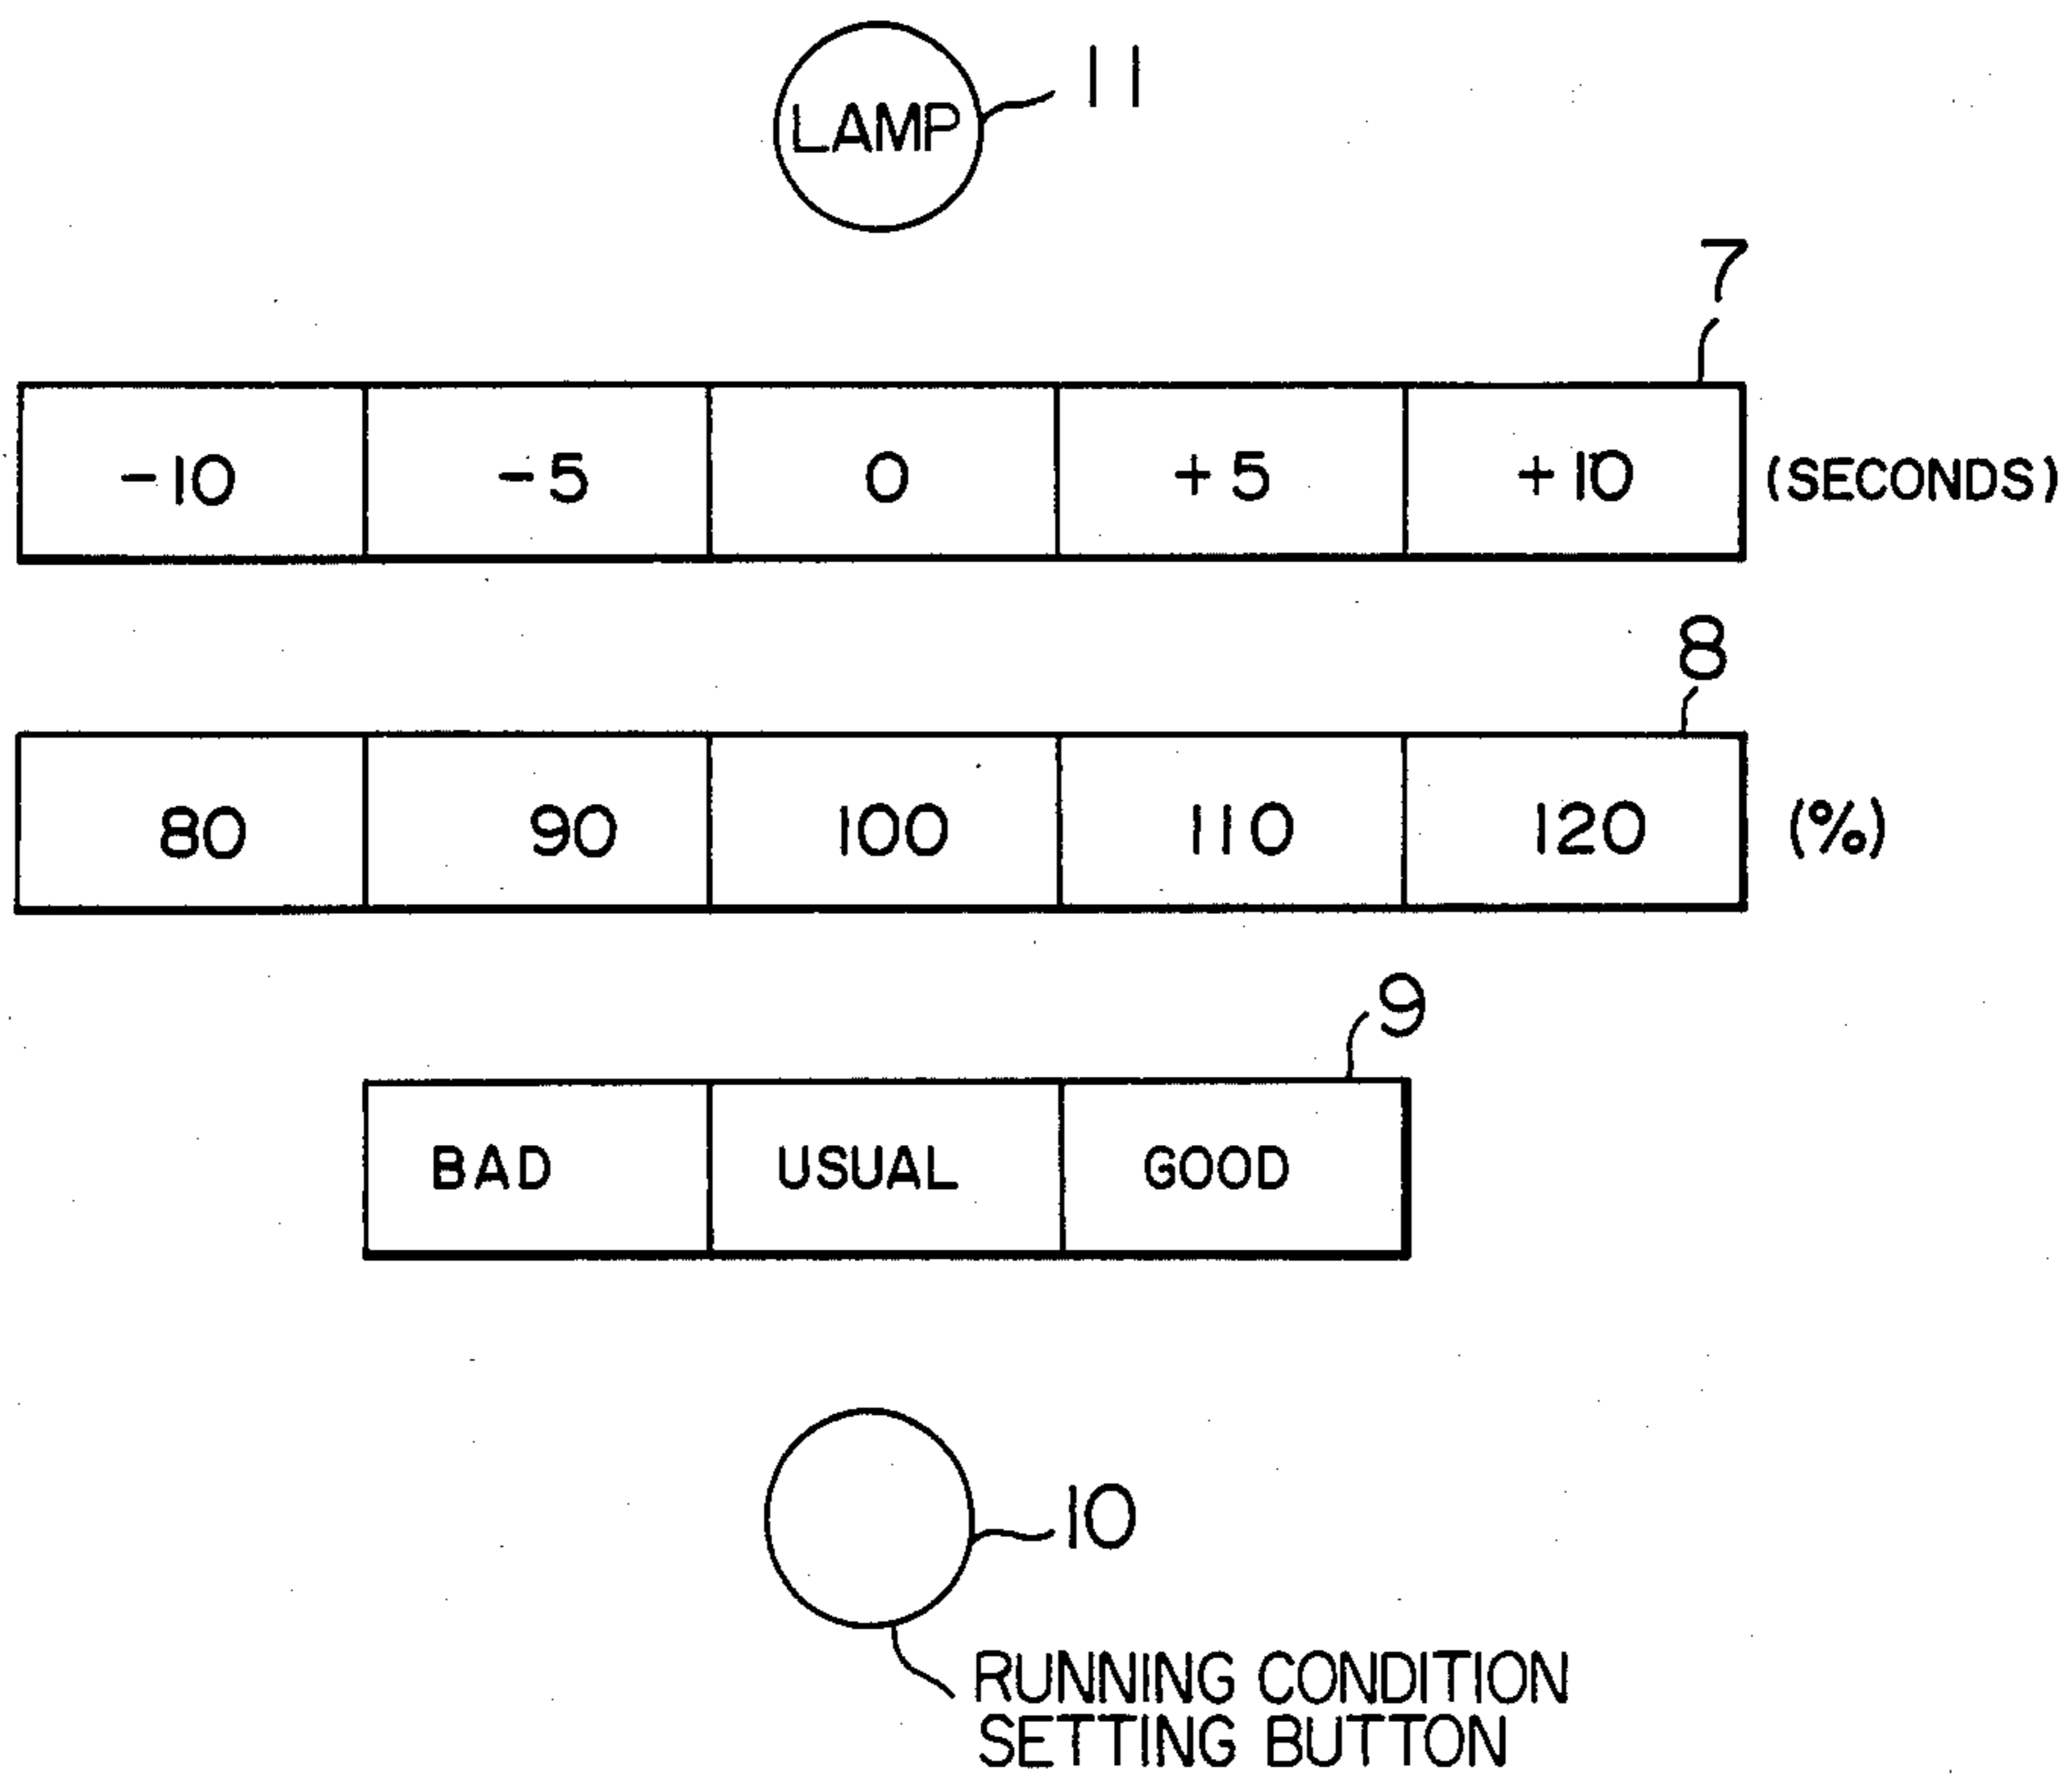 LAMP 11
7
-10 -5 0 +5 +10 (SECONDS)
8
80 90 100 110 120 (%)
9
BAD USUAL GOOD
10
RUNNING CONDITION
SETTING BUTTON